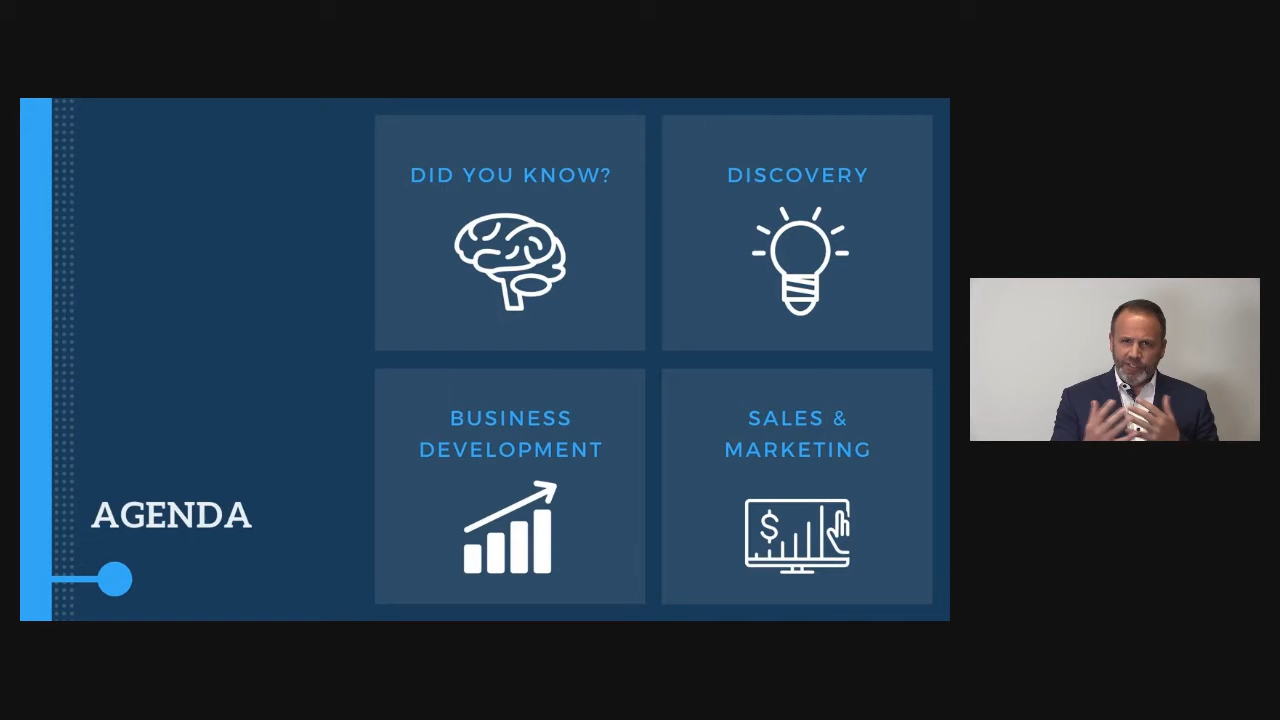 DID YOU KNOW?
DISCOVERY
BUSINESS
DEVELOPMENT
SALES &
MARKETING
$
AGENDA